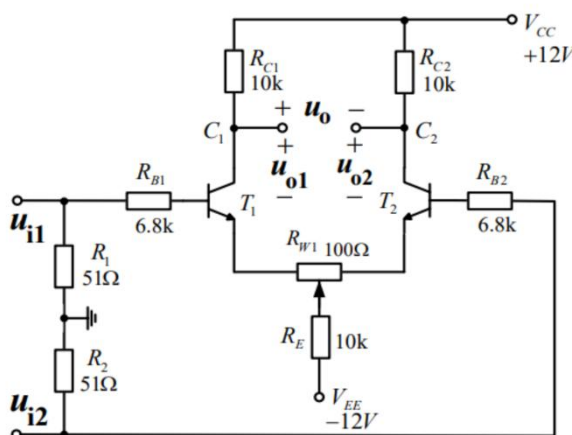 V_CC
+12V
R_C1
10k
R_C2
10k
+ u_o −
C_1
C_2
+
+
u_o1
u_o2
−
−
R_B1
6.8k
R_B2
6.8k
T_1
T_2
u_i1
R_W1 100Ω
R_1
51Ω
R_E
10k
R_2
51Ω
V_EE
−12V
u_i2